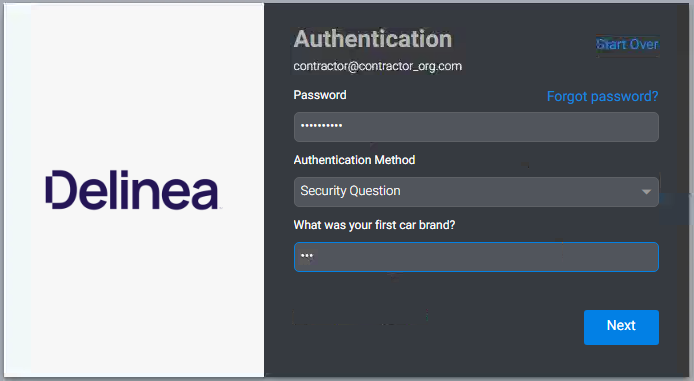 Delinea
Authentication
Start Over
contractor@contractor_org.com
Password
Forgot password?
••••••••••
Authentication Method
Security Question
What was your first car brand?
•••
Next